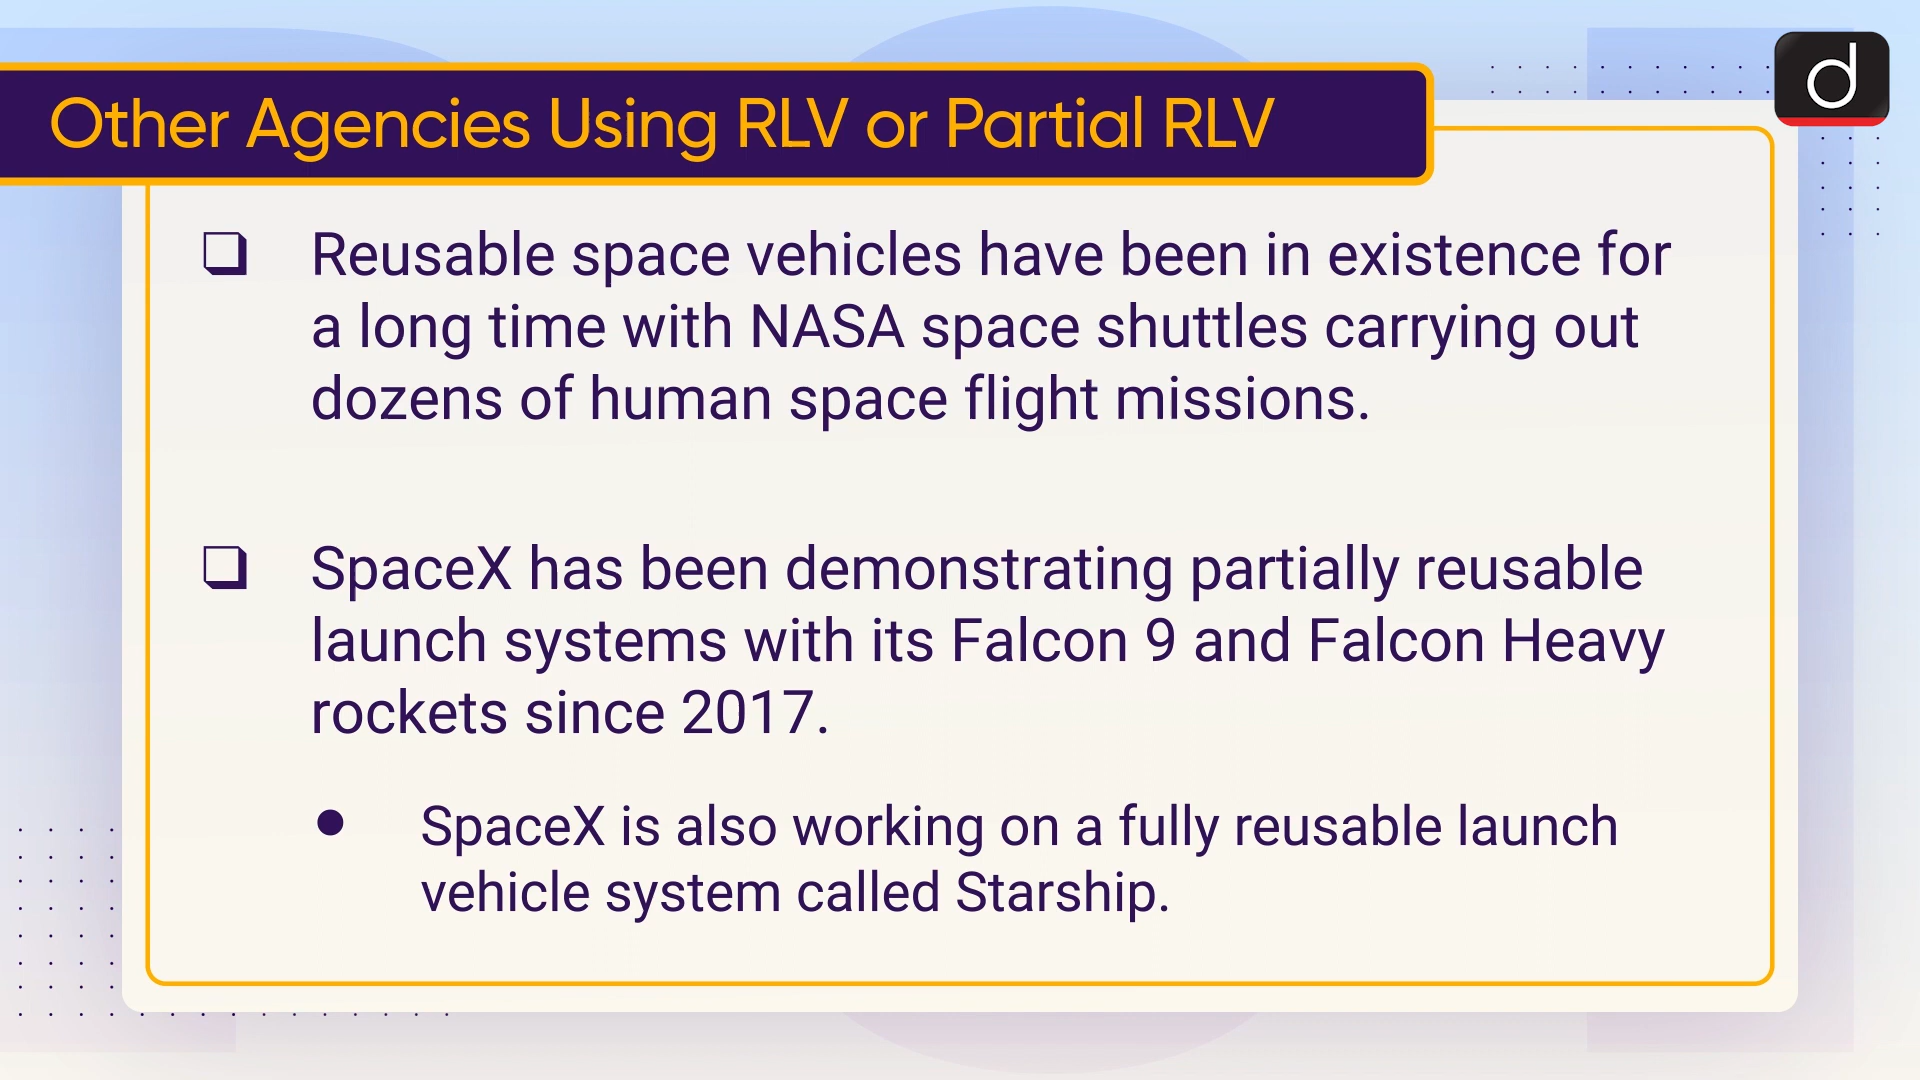 Other Agencies Using RLV or Partial RLV
d
❑ Reusable space vehicles have been in existence for
a long time with NASA space shuttles carrying out
dozens of human space flight missions.
❑ SpaceX has been demonstrating partially reusable
launch systems with its Falcon 9 and Falcon Heavy
rockets since 2017.
● SpaceX is also working on a fully reusable launch
vehicle system called Starship.